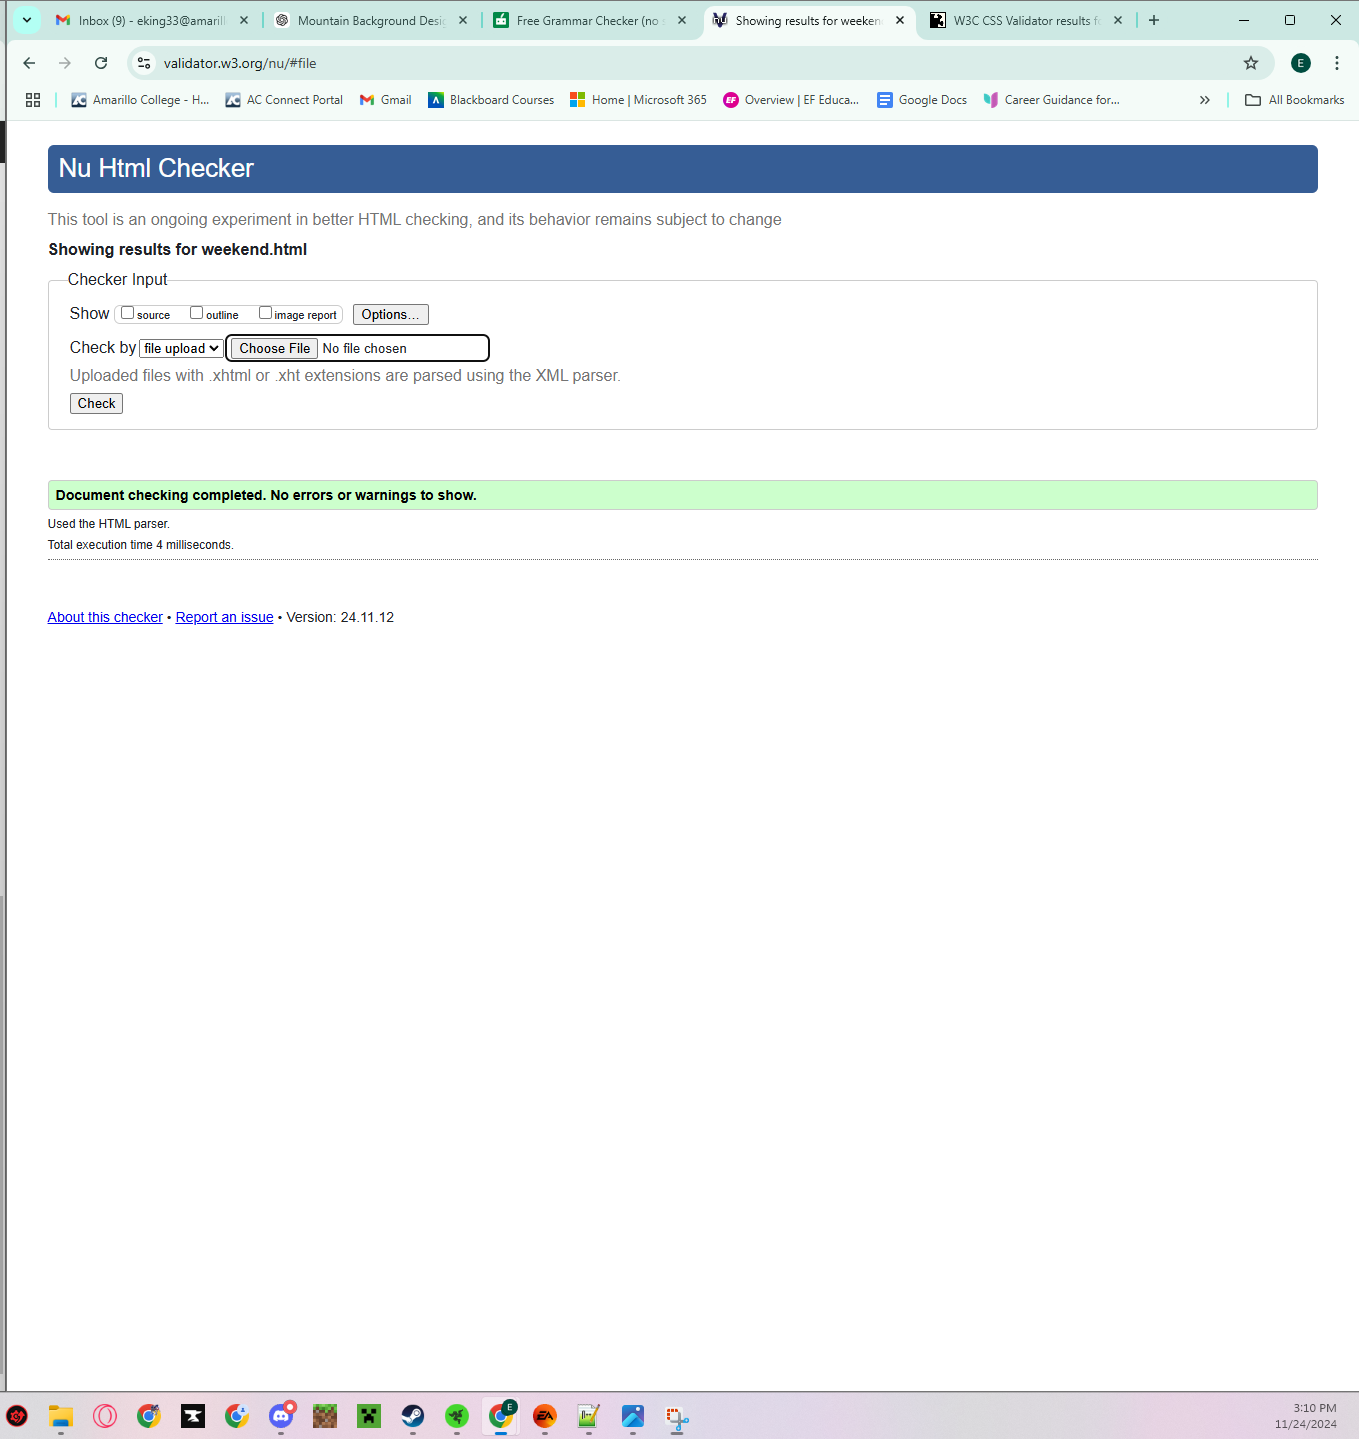 Inbox (9) - eking33@amaril
Mountain Background Desi
Free Grammar Checker (no s
Showing results for weeken
W3C CSS Validator results fo
validator.w3.org/nu/#file
E
Amarillo College - H...
AC Connect Portal
Gmail
Blackboard Courses
Home | Microsoft 365
Overview | EF Educa...
Google Docs
Career Guidance for...
All Bookmarks
Nu Html Checker
This tool is an ongoing experiment in better HTML checking, and its behavior remains subject to change
Showing results for weekend.html
Checker Input
Show source outline image report Options...
Check by file upload Choose File No file chosen
Uploaded files with .xhtml or .xht extensions are parsed using the XML parser.
Check
Document checking completed. No errors or warnings to show.
Used the HTML parser.
Total execution time 4 milliseconds.
About this checker • Report an issue • Version: 24.11.12
3:10 PM
11/24/2024